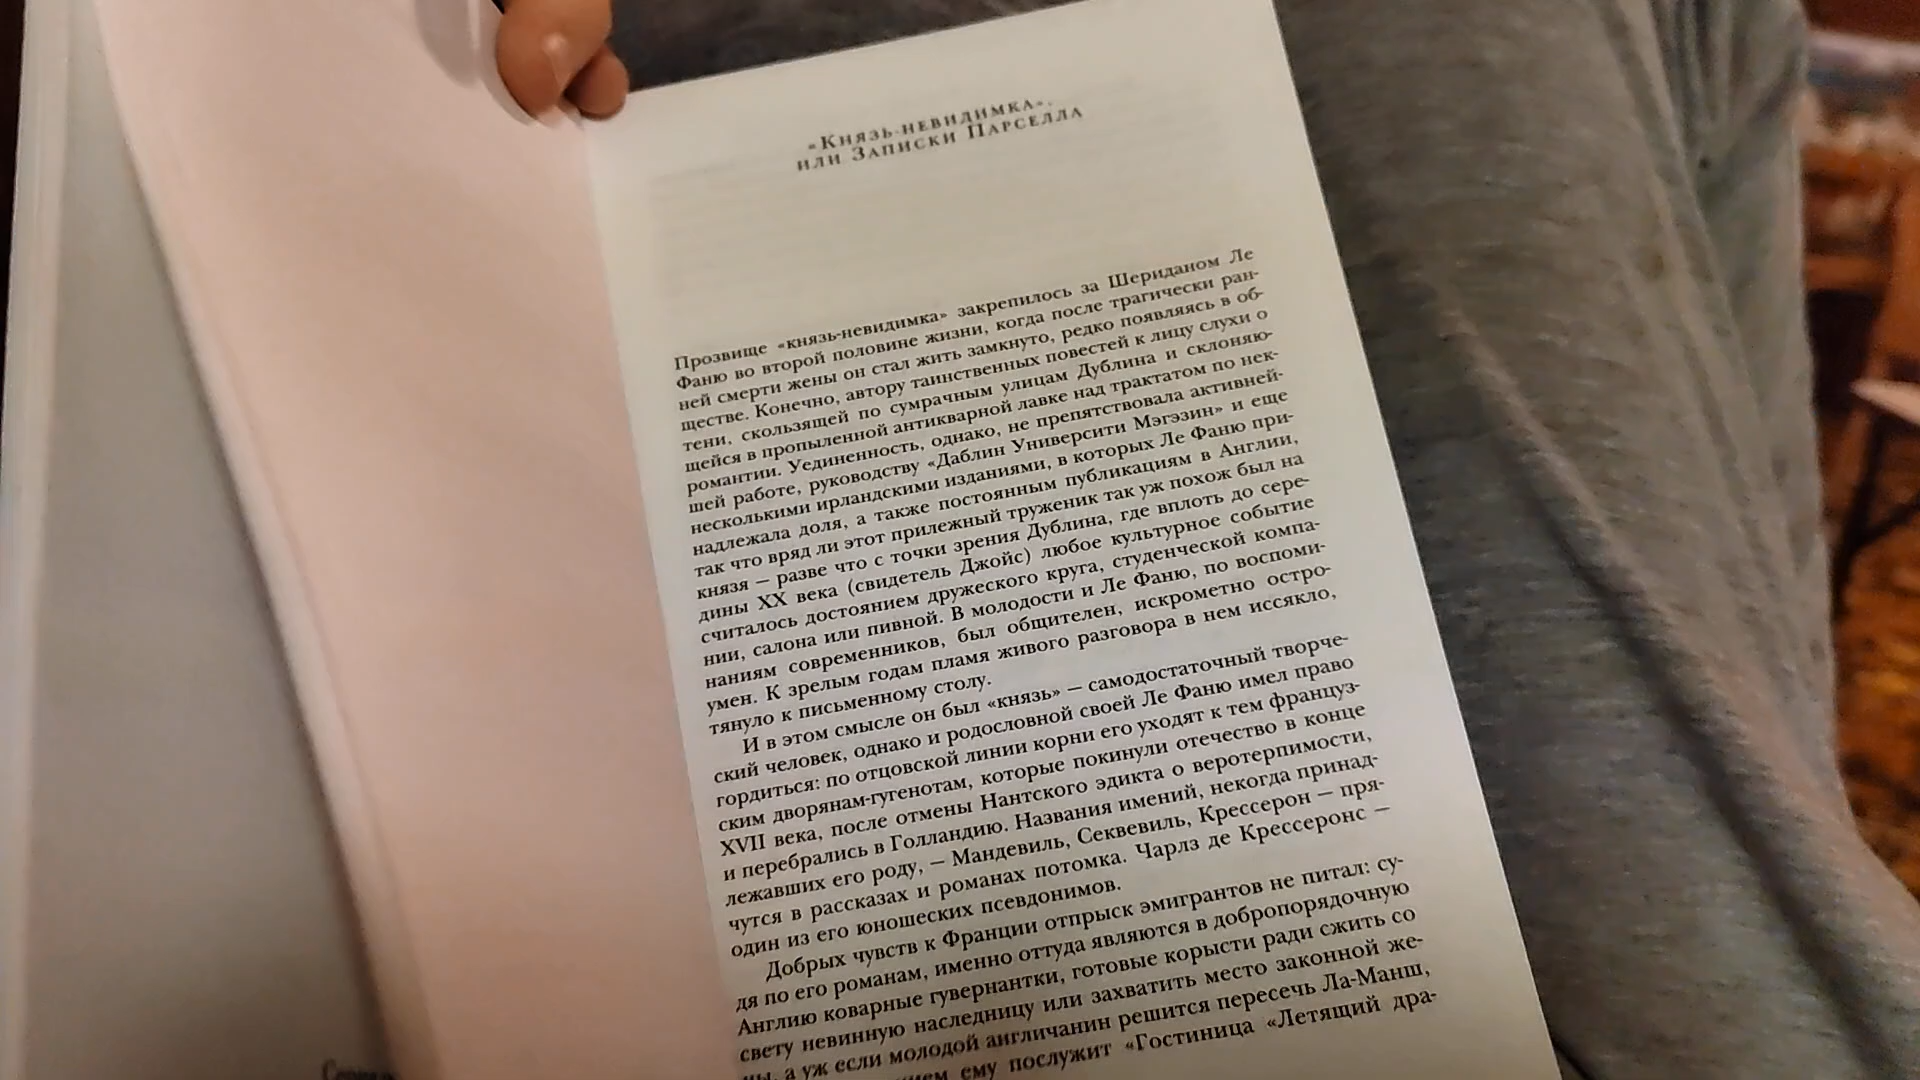 «Князь-невидимка»,
или Записки Парселла
Прозвище «князь-невидимка» закрепилось за Шериданом Ле
Фаню во второй половине жизни, когда после трагически ран-
ней смерти жены он стал жить замкнуто, редко появляясь в об-
ществе. Конечно, автору таинственных повестей к лицу слухи о
тени, скользящей по сумрачным улицам Дублина и склоняю-
щейся в пропыленной антикварной лавке над трактатом по нек-
романтии. Уединенность, однако, не препятствовала активней-
шей работе, руководству «Даблин Университи Мэгэзин» и еще
несколькими ирландскими изданиями, в которых Ле Фаню при-
надлежала доля, а также постоянным публикациям в Англии,
так что вряд ли этот прилежный труженик так уж похож был на
князя — разве что с точки зрения Дублина, где вплоть до сере-
дины XX века (свидетель Джойс) любое культурное событие
считалось достоянием дружеского круга, студенческой компа-
нии, салона или пивной. В молодости и Ле Фаню, по воспоми-
наниям современников, был общителен, искрометно остро-
умен. К зрелым годам пламя живого разговора в нем иссякло,
тянуло к письменному столу.
И в этом смысле он был «князь» — самодостаточный творче-
ский человек, однако и родословной своей Ле Фаню имел право
гордиться: по отцовской линии корни его уходят к тем француз-
ским дворянам-гугенотам, которые покинули отечество в конце
XVII века, после отмены Нантского эдикта о веротерпимости,
и перебрались в Голландию. Названия имений, некогда принад-
лежавших его роду, — Мандевиль, Секвевиль, Крессерон — пря-
чутся в рассказах и романах потомка. Чарлз де Крессеронс —
один из его юношеских псевдонимов.
Добрых чувств к Франции отпрыск эмигрантов не питал: су-
дя по его романам, именно оттуда являются в добропорядочную
Англию коварные гувернантки, готовые корысти ради сжить со
свету невинную наследницу или захватить место законной же-
ны, а уж если молодой англичанин решится пересечь Ла-Манш,
ему послужит «Гостиница «Летящий дра-